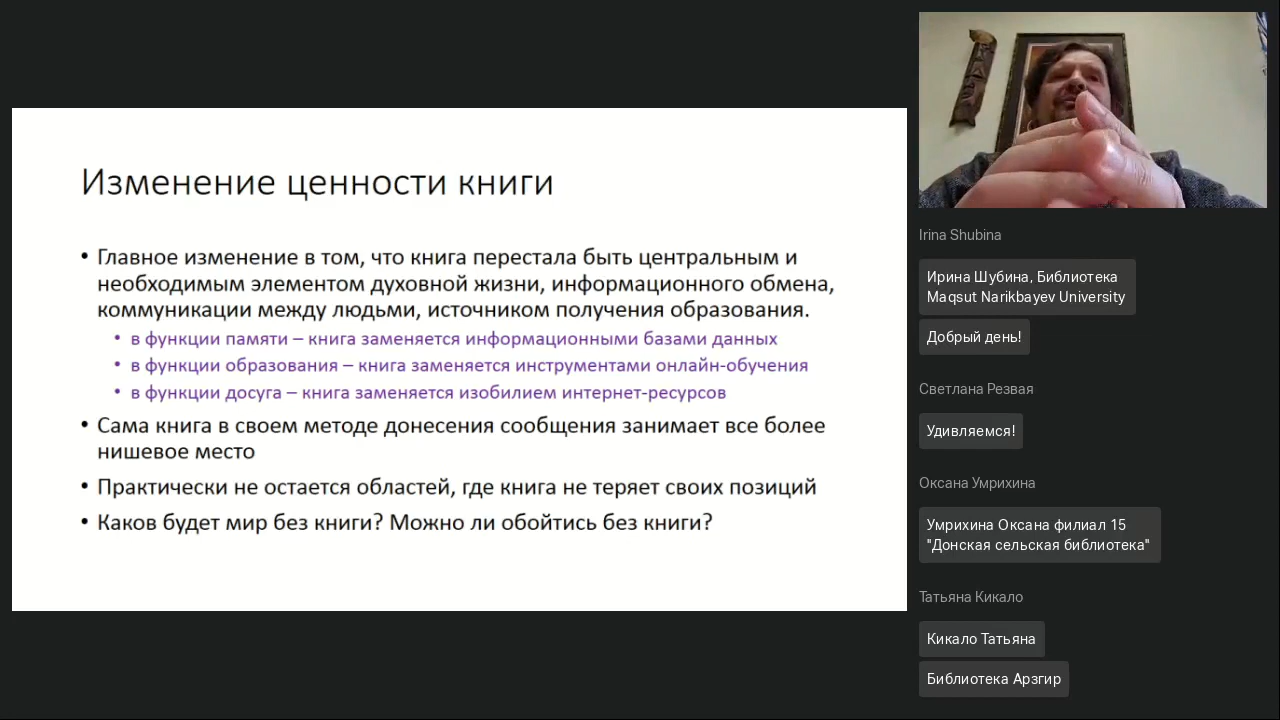 Изменение ценности книги
• Главное изменение в том, что книга перестала быть центральным и
необходимым элементом духовной жизни, информационного обмена,
коммуникации между людьми, источником получения образования.
• в функции памяти – книга заменяется информационными базами данных
• в функции образования – книга заменяется инструментами онлайн-обучения
• в функции досуга – книга заменяется изобилием интернет-ресурсов
• Сама книга в своем методе донесения сообщения занимает все более
нишевое место
• Практически не остается областей, где книга не теряет своих позиций
• Каков будет мир без книги? Можно ли обойтись без книги?
Irina Shubina
Ирина Шубина, Библиотека
Maqsut Narikbayev University
Добрый день!
Светлана Резвая
Удивляемся!
Оксана Умрихина
Умрихина Оксана филиал 15
"Донская сельская библиотека"
Татьяна Кикало
Кикало Татьяна
Библиотека Арзгир